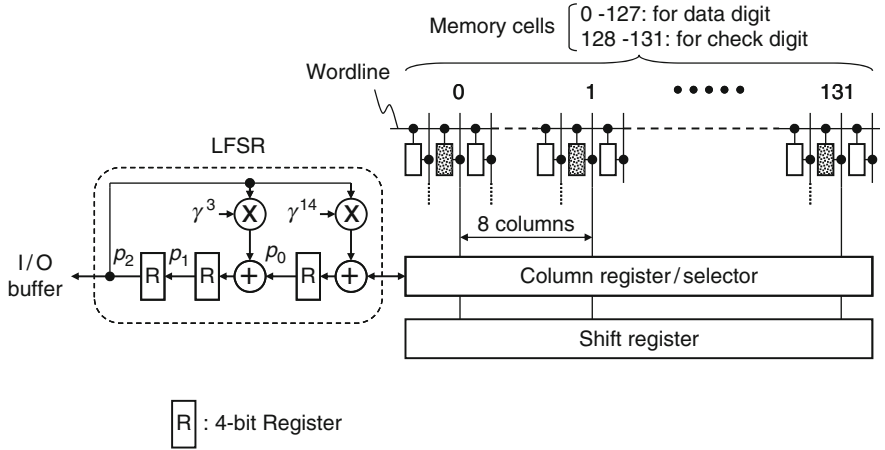 Memory cells
0 -127: for data digit
128 -131: for check digit
Wordline
0 1 131
LFSR
γ3 X γ14 X
8 columns
I/O buffer
p2 R p1 R + p0 R +
Column register/selector
Shift register
R : 4-bit Register